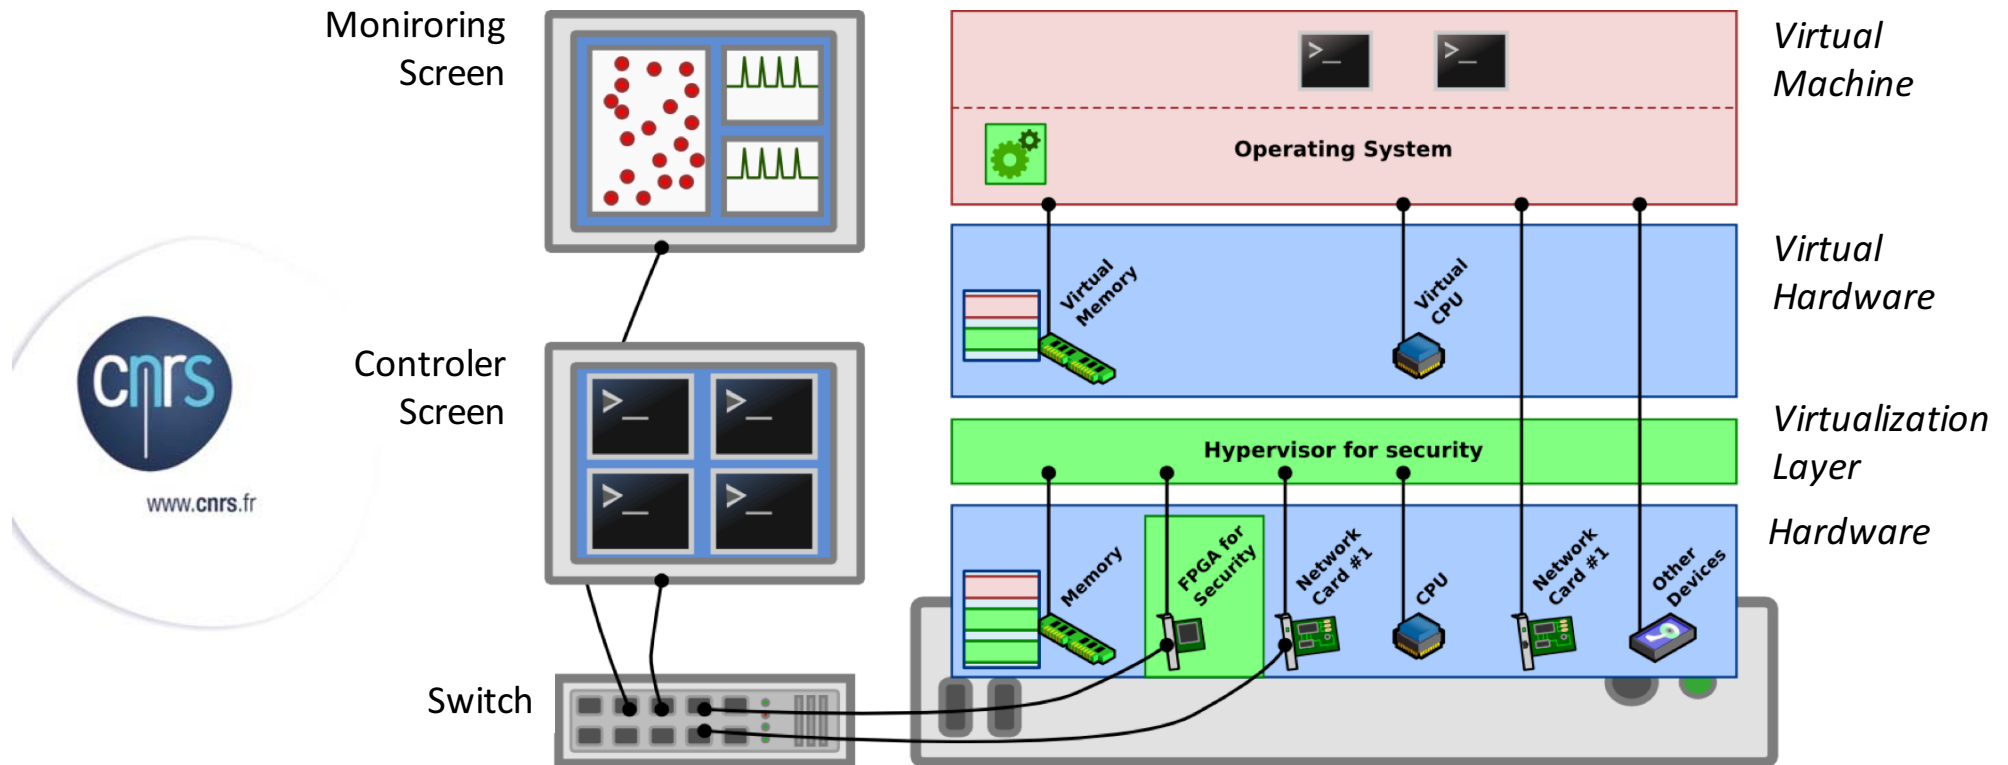 Moniroring
Screen
Controler
Screen
Switch
cnrs
www.cnrs.fr
>_
>_
>_
>_
>_
>_
Operating System
Virtual
Machine
Virtual
Memory
Virtual
CPU
Virtual
Hardware
Hypervisor for security
Virtualization
Layer
Memory
FPGA for
Security
Network
Card #1
CPU
Network
Card #1
Other
Devices
Hardware